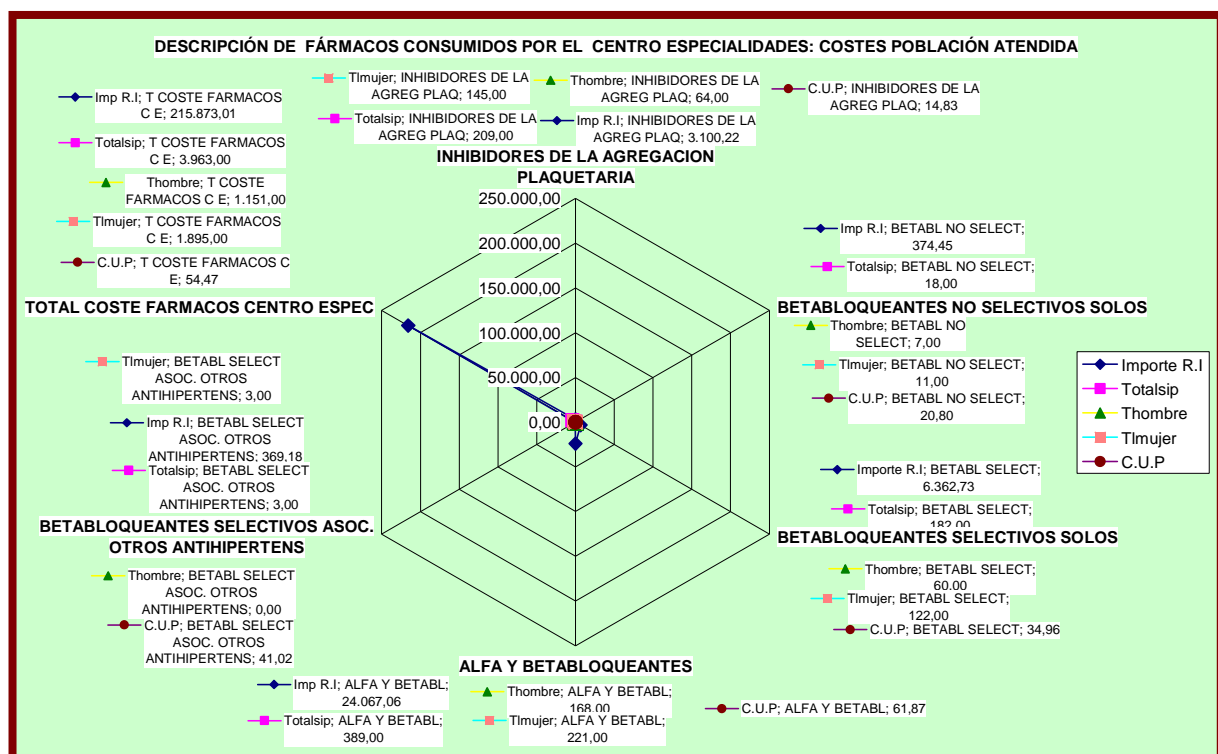 DESCRIPCIÓN DE FÁRMACOS CONSUMIDOS POR EL CENTRO ESPECIALIDADES: COSTES POBLACIÓN ATENDIDA
Tlmujer; INHIBIDORES DE LA
AGREG PLAQ; 145,00
Thombre; INHIBIDORES DE LA
AGREG PLAQ; 64,00
C.U.P; INHIBIDORES DE LA
AGREG PLAQ; 14,83
Totalsip; INHIBIDORES DE LA
AGREG PLAQ; 209,00
Imp R.I; INHIBIDORES DE LA
AGREG PLAQ; 3.100,22
Imp R.I; T COSTE FARMACOS
C E; 215.873,01
Totalsip; T COSTE FARMACOS
C E; 3.963,00
Thombre; T COSTE
FARMACOS C E; 1.151,00
Tlmujer; T COSTE FARMACOS
C E; 1.895,00
C.U.P; T COSTE FARMACOS C
E; 54,47
INHIBIDORES DE LA AGREGACION
PLAQUETARIA
250.000,00
200.000,00
150.000,00
100.000,00
50.000,00
0,00
Imp R.I; BETABL NO SELECT;
374,45
Totalsip; BETABL NO SELECT;
18,00
BETABLOQUEANTES NO SELECTIVOS SOLOS
Thombre; BETABL NO
SELECT; 7,00
Tlmujer; BETABL NO SELECT;
11,00
C.U.P; BETABL NO SELECT;
20,80
Importe R.I
Totalsip
Thombre
Tlmujer
C.U.P
TOTAL COSTE FARMACOS CENTRO ESPEC
Tlmujer; BETABL SELECT
ASOC. OTROS
ANTIHIPERTENS; 3,00
Imp R.I; BETABL SELECT
ASOC. OTROS
ANTIHIPERTENS; 369,18
Totalsip; BETABL SELECT
ASOC. OTROS
ANTIHIPERTENS; 3,00
BETABLOQUEANTES SELECTIVOS ASOC.
OTROS ANTIHIPERTENS
Thombre; BETABL SELECT
ASOC. OTROS
ANTIHIPERTENS; 0,00
C.U.P; BETABL SELECT
ASOC. OTROS
ANTIHIPERTENS; 41,02
Importe R.I; BETABL SELECT;
6.362,73
Totalsip; BETABL SELECT;
182,00
BETABLOQUEANTES SELECTIVOS SOLOS
Thombre; BETABL SELECT;
60,00
Tlmujer; BETABL SELECT;
122,00
C.U.P; BETABL SELECT; 34,96
ALFA Y BETABLOQUEANTES
Imp R.I; ALFA Y BETABL;
24.067,06
Totalsip; ALFA Y BETABL;
389,00
Thombre; ALFA Y BETABL;
168,00
Tlmujer; ALFA Y BETABL;
221,00
C.U.P; ALFA Y BETABL; 61,87